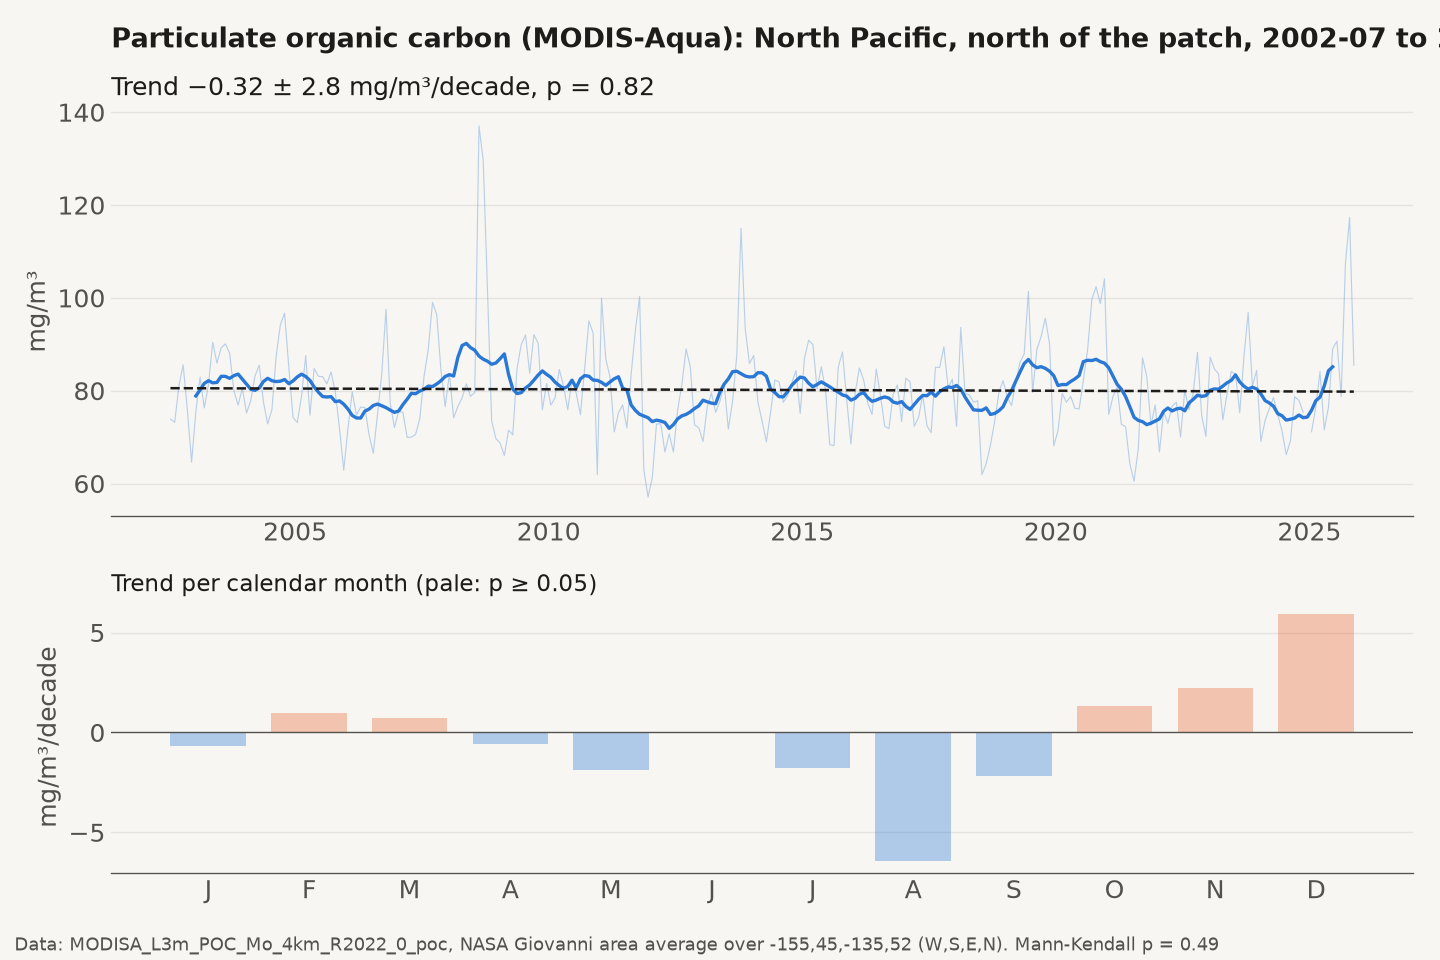 Particulate organic carbon (MODIS-Aqua): North Pacific, north of the patch, 2002-07 to
Trend −0.32 ± 2.8 mg/m³/decade, p = 0.82
140
120
100
80
60
mg/m³
2005 2010 2015 2020 2025
Trend per calendar month (pale: p ≥ 0.05)
5
0
−5
mg/m³/decade
J F M A M J J A S O N D
Data: MODISA_L3m_POC_Mo_4km_R2022_0_poc, NASA Giovanni area average over -155,45,-135,52 (W,S,E,N). Mann-Kendall p = 0.49